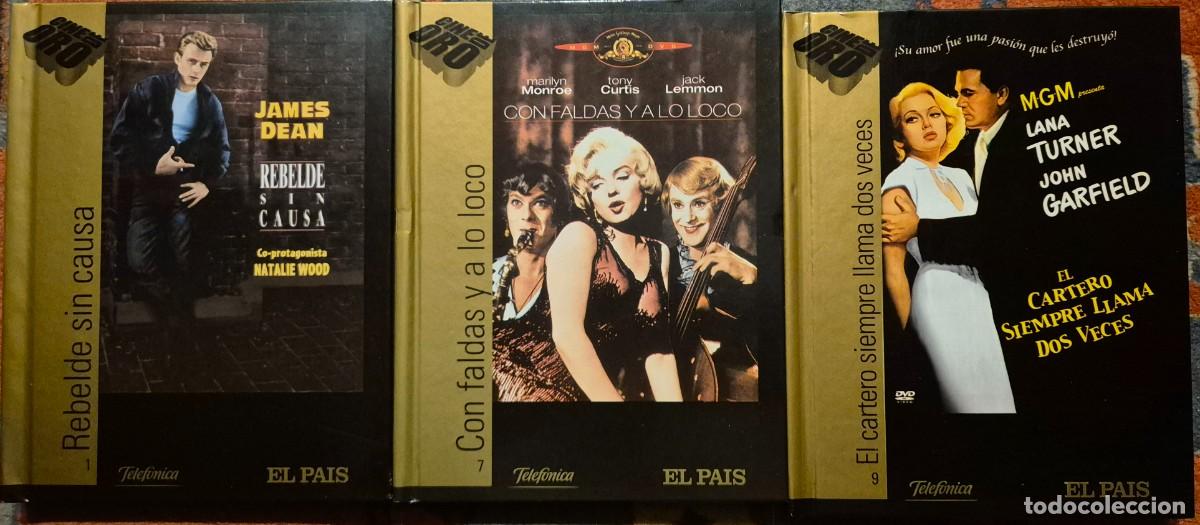 CINE DE
ORO
JAMES
DEAN
REBELDE
SIN
CAUSA
Co-protagonista
NATALIE WOOD
1 Rebelde sin causa
Telefónica
EL PAIS
CINE DE
ORO
MGM DVD
marilyn
Monroe
tony
Curtis
jack
Lemmon
CON FALDAS Y A LO LOCO
7 Con faldas y a lo loco
Telefónica
EL PAIS
CINE DE
ORO
¡Su amor fue una pasión que les destruyó!
MGM presenta
LANA
TURNER
JOHN
GARFIELD
EL
CARTERO
SIEMPRE LLAMA
DOS VECES
DVD
VIDEO
9 El cartero siempre llama dos veces
Telefónica
EL PAIS
todocoleccion